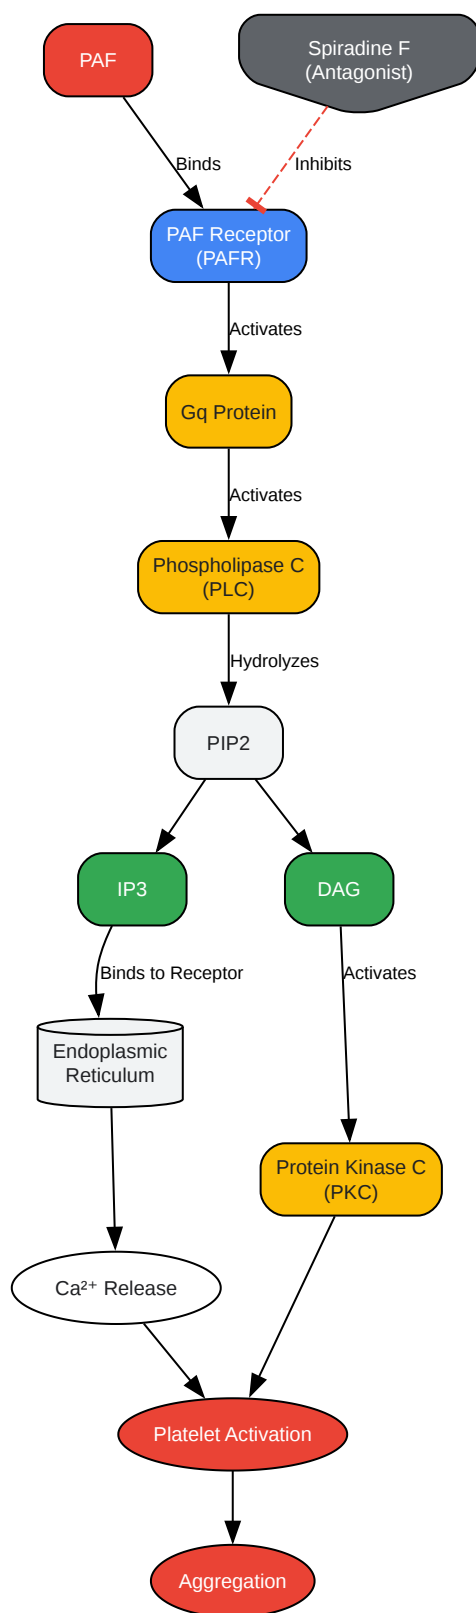 PAF
Spiradine F
(Antagonist)
Binds
Inhibits
PAF Receptor
(PAFR)
Activates
Gq Protein
Activates
Phospholipase C
(PLC)
Hydrolyzes
PIP2
IP3
DAG
Binds to Receptor
Activates
Endoplasmic
Reticulum
Protein Kinase C
(PKC)
Ca²⁺ Release
Platelet Activation
Aggregation